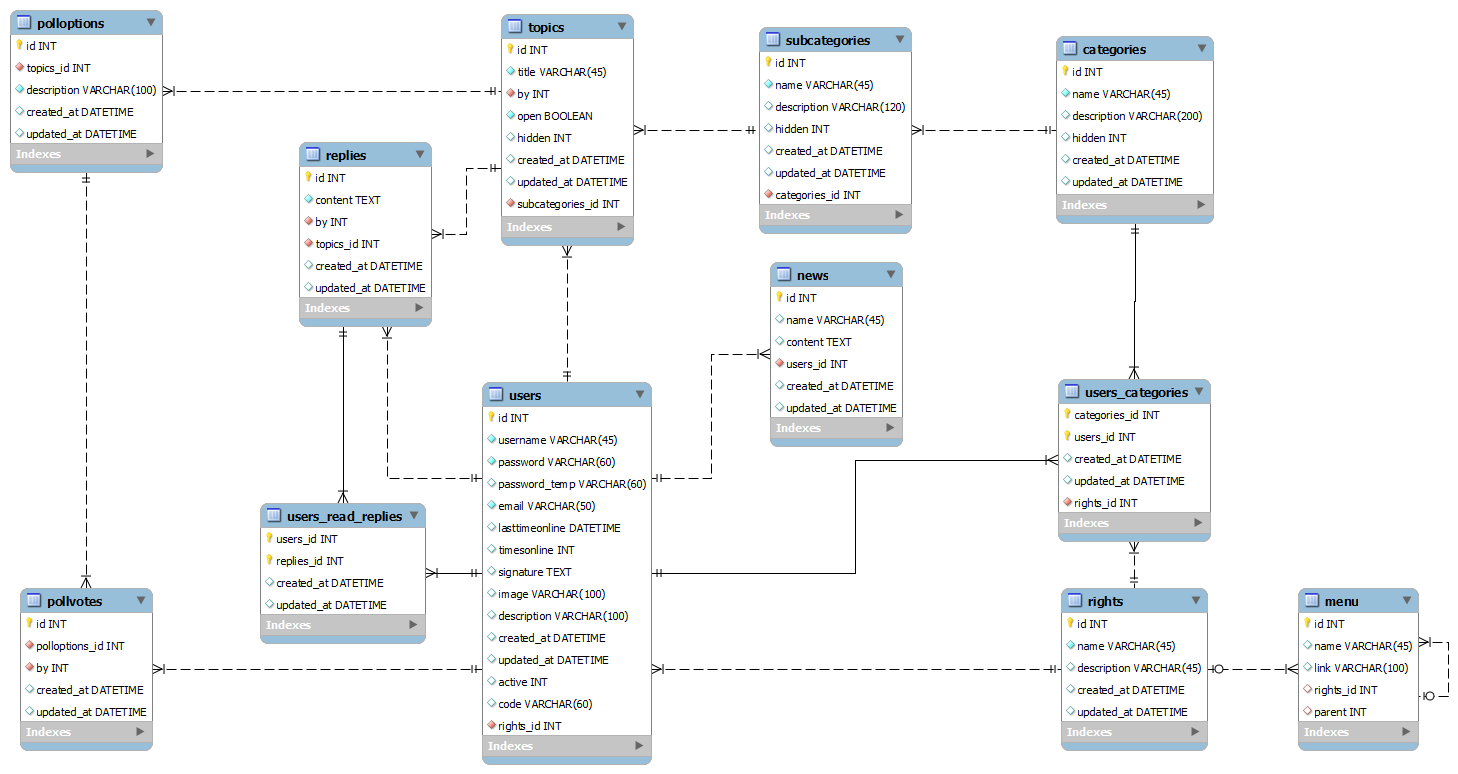 polloptions
id INT
topics_id INT
description VARCHAR(100)
created_at DATETIME
updated_at DATETIME
Indexes
topics
id INT
title VARCHAR(45)
by INT
open BOOLEAN
hidden INT
created_at DATETIME
updated_at DATETIME
subcategories_id INT
Indexes
subcategories
id INT
name VARCHAR(45)
description VARCHAR(120)
hidden INT
created_at DATETIME
updated_at DATETIME
categories_id INT
Indexes
categories
id INT
name VARCHAR(45)
description VARCHAR(200)
hidden INT
created_at DATETIME
updated_at DATETIME
Indexes
replies
id INT
content TEXT
by INT
topics_id INT
created_at DATETIME
updated_at DATETIME
Indexes
news
id INT
name VARCHAR(45)
content TEXT
users_id INT
created_at DATETIME
updated_at DATETIME
Indexes
users
id INT
username VARCHAR(45)
password VARCHAR(60)
password_temp VARCHAR(60)
email VARCHAR(50)
lasttimeonline DATETIME
timesonline INT
signature TEXT
image VARCHAR(100)
description VARCHAR(100)
created_at DATETIME
updated_at DATETIME
active INT
code VARCHAR(60)
rights_id INT
Indexes
users_categories
categories_id INT
users_id INT
created_at DATETIME
updated_at DATETIME
rights_id INT
Indexes
users_read_replies
users_id INT
replies_id INT
created_at DATETIME
updated_at DATETIME
Indexes
pollvotes
id INT
polloptions_id INT
by INT
created_at DATETIME
updated_at DATETIME
Indexes
rights
id INT
name VARCHAR(45)
description VARCHAR(45)
created_at DATETIME
updated_at DATETIME
Indexes
menu
id INT
name VARCHAR(45)
link VARCHAR(100)
rights_id INT
parent INT
Indexes